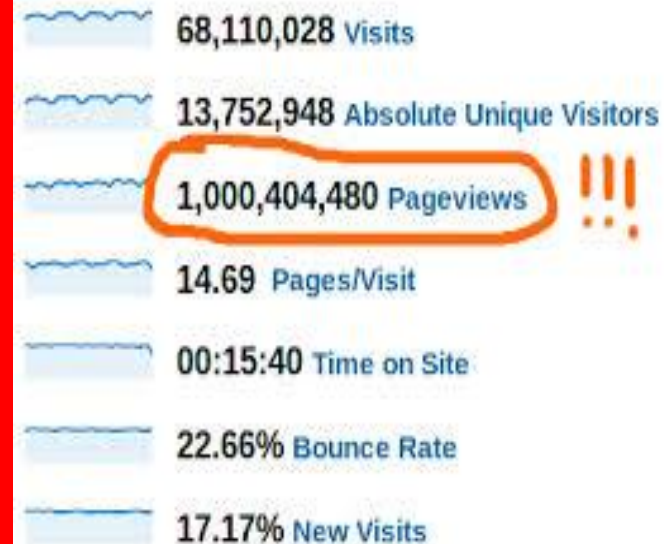 68,110,028 Visits
13,752,948 Absolute Unique Visitors
1,000,404,480 Pageviews !!!
14.69 Pages/Visit
00:15:40 Time on Site
22.66% Bounce Rate
17.17% New Visits